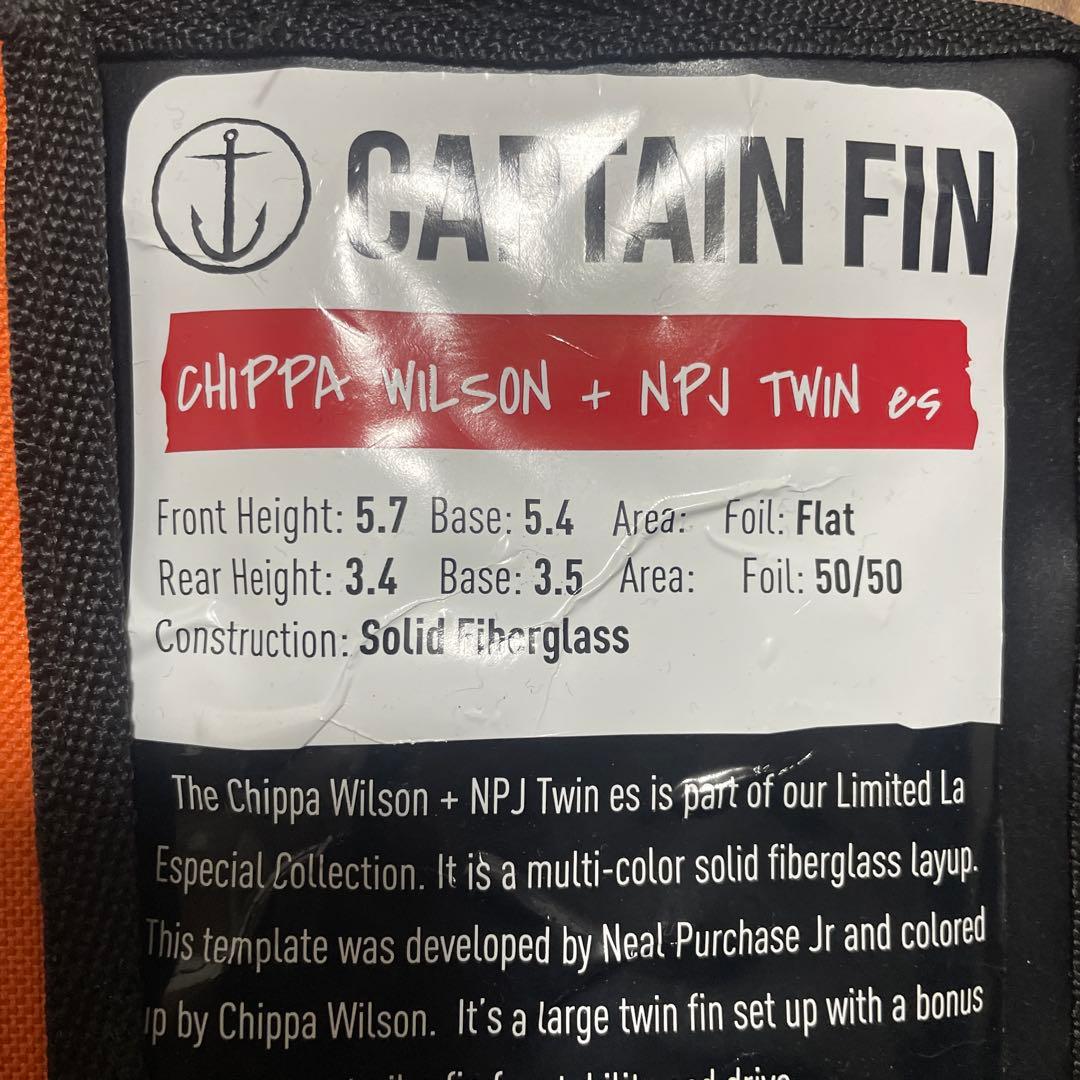 CAPTAIN FIN
CHIPPA WILSON + NPJ TWIN es
Front Height: 5.7 Base: 5.4 Area: Foil: Flat
Rear Height: 3.4 Base: 3.5 Area: Foil: 50/50
Construction: Solid Fiberglass
The Chippa Wilson + NPJ Twin es is part of our Limited La
Especial Collection. It is a multi-color solid fiberglass layup.
This template was developed by Neal Purchase Jr and colored
up by Chippa Wilson. It's a large twin fin set up with a bonus
and drive